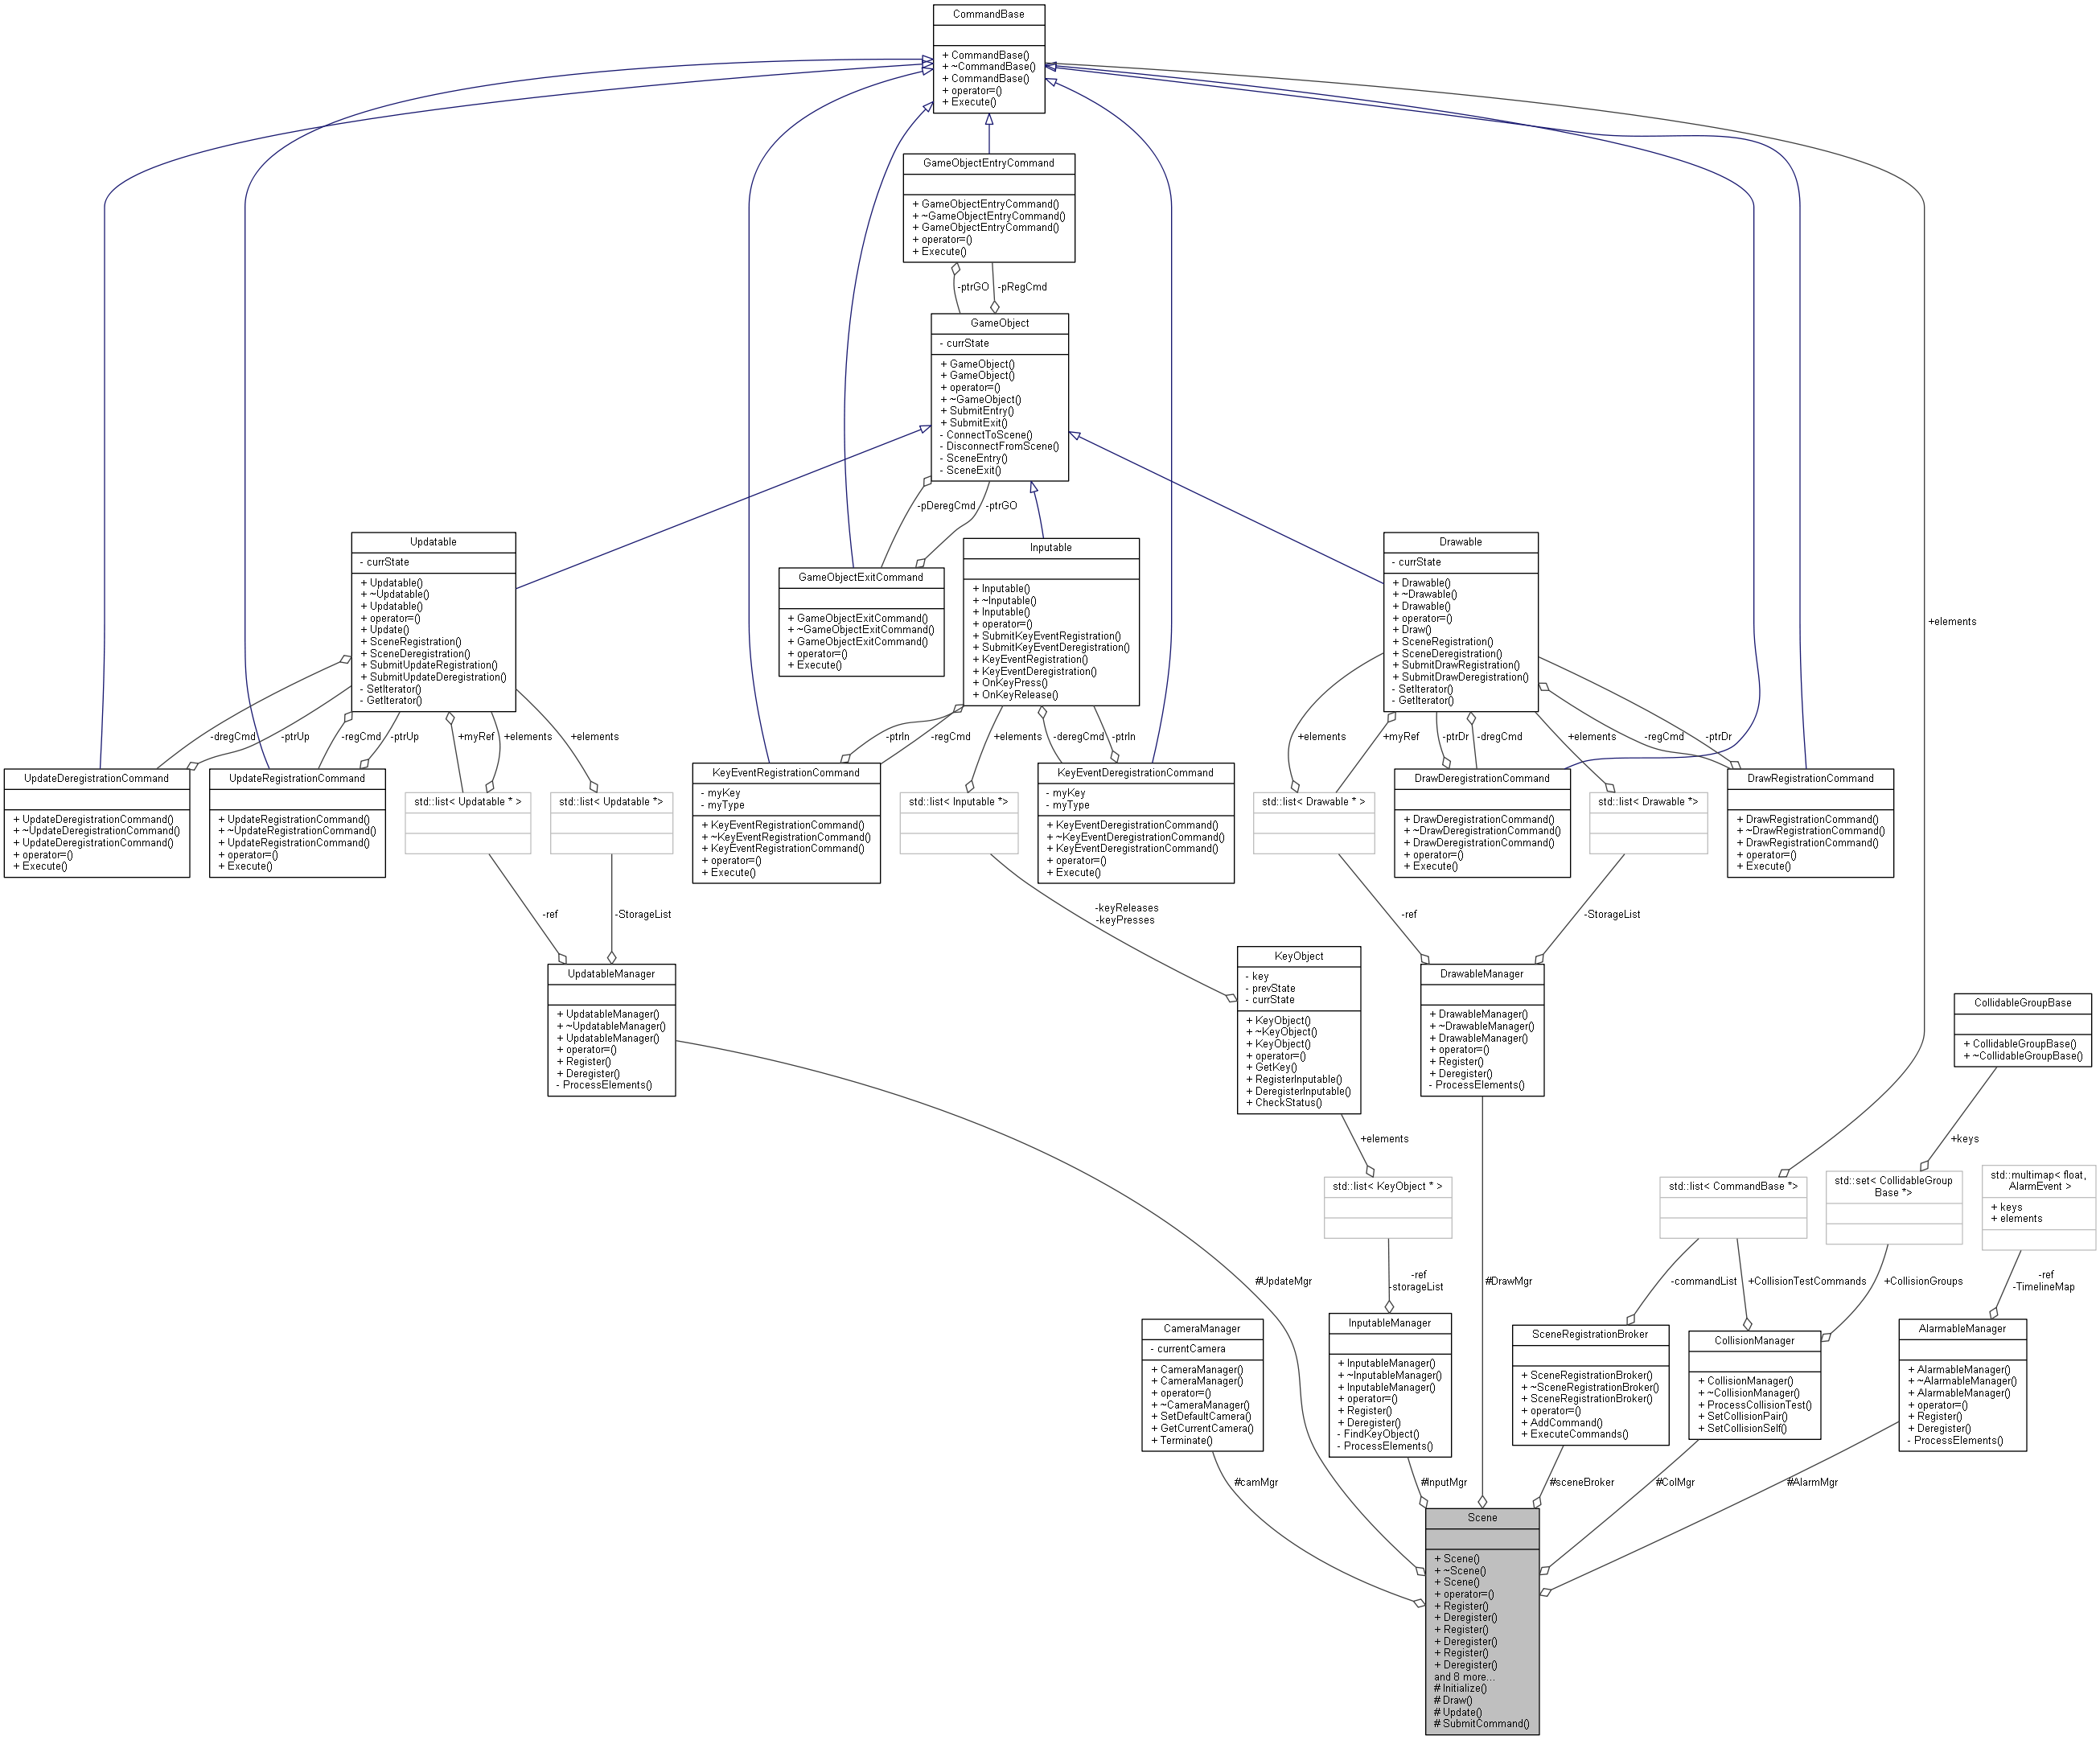 CommandBase
+ CommandBase()
+ ~CommandBase()
+ CommandBase()
+ operator=()
+ Execute()
GameObjectEntryCommand
+ GameObjectEntryCommand()
+ ~GameObjectEntryCommand()
+ GameObjectEntryCommand()
+ operator=()
+ Execute()
-ptrGO
-pRegCmd
GameObject
- currState
+ GameObject()
+ GameObject()
+ operator=()
+ ~GameObject()
+ SubmitEntry()
+ SubmitExit()
- ConnectToScene()
- DisconnectFromScene()
- SceneEntry()
- SceneExit()
-pDeregCmd
-ptrGO
+elements
Updatable
- currState
+ Updatable()
+ ~Updatable()
+ Updatable()
+ operator=()
+ Update()
+ SceneRegistration()
+ SceneDeregistration()
+ SubmitUpdateRegistration()
+ SubmitUpdateDeregistration()
- SetIterator()
- GetIterator()
GameObjectExitCommand
+ GameObjectExitCommand()
+ ~GameObjectExitCommand()
+ GameObjectExitCommand()
+ operator=()
+ Execute()
Inputable
+ Inputable()
+ ~Inputable()
+ Inputable()
+ operator=()
+ SubmitKeyEventRegistration()
+ SubmitKeyEventDeregistration()
+ KeyEventRegistration()
+ KeyEventDeregistration()
+ OnKeyPress()
+ OnKeyRelease()
Drawable
- currState
+ Drawable()
+ ~Drawable()
+ Drawable()
+ operator=()
+ Draw()
+ SceneRegistration()
+ SceneDeregistration()
+ SubmitDrawRegistration()
+ SubmitDrawDeregistration()
- SetIterator()
- GetIterator()
-dregCmd
-ptrUp
-regCmd
-ptrUp
+myRef
+elements
+elements
-ptrIn
-regCmd
+elements
-deregCmd
-ptrIn
+elements
+myRef
-ptrDr
-dregCmd
+elements
-regCmd
-ptrDr
UpdateDeregistrationCommand
+ UpdateDeregistrationCommand()
+ ~UpdateDeregistrationCommand()
+ UpdateDeregistrationCommand()
+ operator=()
+ Execute()
UpdateRegistrationCommand
+ UpdateRegistrationCommand()
+ ~UpdateRegistrationCommand()
+ UpdateRegistrationCommand()
+ operator=()
+ Execute()
std::list< Updatable * >
std::list< Updatable *>
KeyEventRegistrationCommand
- myKey
- myType
+ KeyEventRegistrationCommand()
+ ~KeyEventRegistrationCommand()
+ KeyEventRegistrationCommand()
+ operator=()
+ Execute()
std::list< Inputable *>
KeyEventDeregistrationCommand
- myKey
- myType
+ KeyEventDeregistrationCommand()
+ ~KeyEventDeregistrationCommand()
+ KeyEventDeregistrationCommand()
+ operator=()
+ Execute()
std::list< Drawable * >
DrawDeregistrationCommand
+ DrawDeregistrationCommand()
+ ~DrawDeregistrationCommand()
+ DrawDeregistrationCommand()
+ operator=()
+ Execute()
std::list< Drawable *>
DrawRegistrationCommand
+ DrawRegistrationCommand()
+ ~DrawRegistrationCommand()
+ DrawRegistrationCommand()
+ operator=()
+ Execute()
-ref
-StorageList
-keyReleases
-keyPresses
-ref
-StorageList
UpdatableManager
+ UpdatableManager()
+ ~UpdatableManager()
+ UpdatableManager()
+ operator=()
+ Register()
+ Deregister()
- ProcessElements()
KeyObject
- key
- prevState
- currState
+ KeyObject()
+ ~KeyObject()
+ KeyObject()
+ operator=()
+ GetKey()
+ RegisterInputable()
+ DeregisterInputable()
+ CheckStatus()
DrawableManager
+ DrawableManager()
+ ~DrawableManager()
+ DrawableManager()
+ operator=()
+ Register()
+ Deregister()
- ProcessElements()
CollidableGroupBase
+ CollidableGroupBase()
+ ~CollidableGroupBase()
+elements
+keys
std::list< KeyObject * >
std::list< CommandBase *>
std::set< CollidableGroup
Base *>
std::multimap< float,
AlarmEvent >
+ keys
+ elements
#UpdateMgr
-ref
-storageList
#DrawMgr
-commandList
+CollisionTestCommands
+CollisionGroups
-ref
-TimelineMap
CameraManager
- currentCamera
+ CameraManager()
+ CameraManager()
+ operator=()
+ ~CameraManager()
+ SetDefaultCamera()
+ GetCurrentCamera()
+ Terminate()
InputableManager
+ InputableManager()
+ ~InputableManager()
+ InputableManager()
+ operator=()
+ Register()
+ Deregister()
- FindKeyObject()
- ProcessElements()
SceneRegistrationBroker
+ SceneRegistrationBroker()
+ ~SceneRegistrationBroker()
+ SceneRegistrationBroker()
+ operator=()
+ AddCommand()
+ ExecuteCommands()
CollisionManager
+ CollisionManager()
+ ~CollisionManager()
+ ProcessCollisionTest()
+ SetCollisionPair()
+ SetCollisionSelf()
AlarmableManager
+ AlarmableManager()
+ ~AlarmableManager()
+ AlarmableManager()
+ operator=()
+ Register()
+ Deregister()
- ProcessElements()
#camMgr
#InputMgr
#sceneBroker
#ColMgr
#AlarmMgr
Scene
+ Scene()
+ ~Scene()
+ Scene()
+ operator=()
+ Register()
+ Deregister()
+ Register()
+ Deregister()
+ Register()
+ Deregister()
and 8 more...
# Initialize()
# Draw()
# Update()
# SubmitCommand()